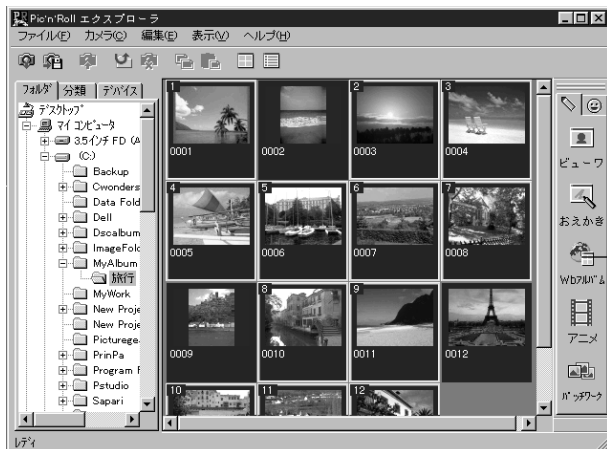 Pic'n'Roll エクスプローラ
ファイル(F) カメラ(C) 編集(E) 表示(V) ヘルプ(H)
フォルダ 分類 デバイス
デスクトップ
マイ コンピュータ
3.5インチ FD (A
(C:)
Backup
Cwonders
Data Fold
Dell
Dscalbum
ImageFold
MyAlbum
旅行
MyWork
New Proje
New Proje
Picturege
PrinPa
Program F
Pstudio
Sapari
1
0001
0002
2
0003
3
0004
4
0005
5
0006
6
0007
7
0008
0009
8
0010
9
0011
0012
10
11
12
ビューワ
おえかき
Wbアルバム
アニメ
パッチワーク
レディ